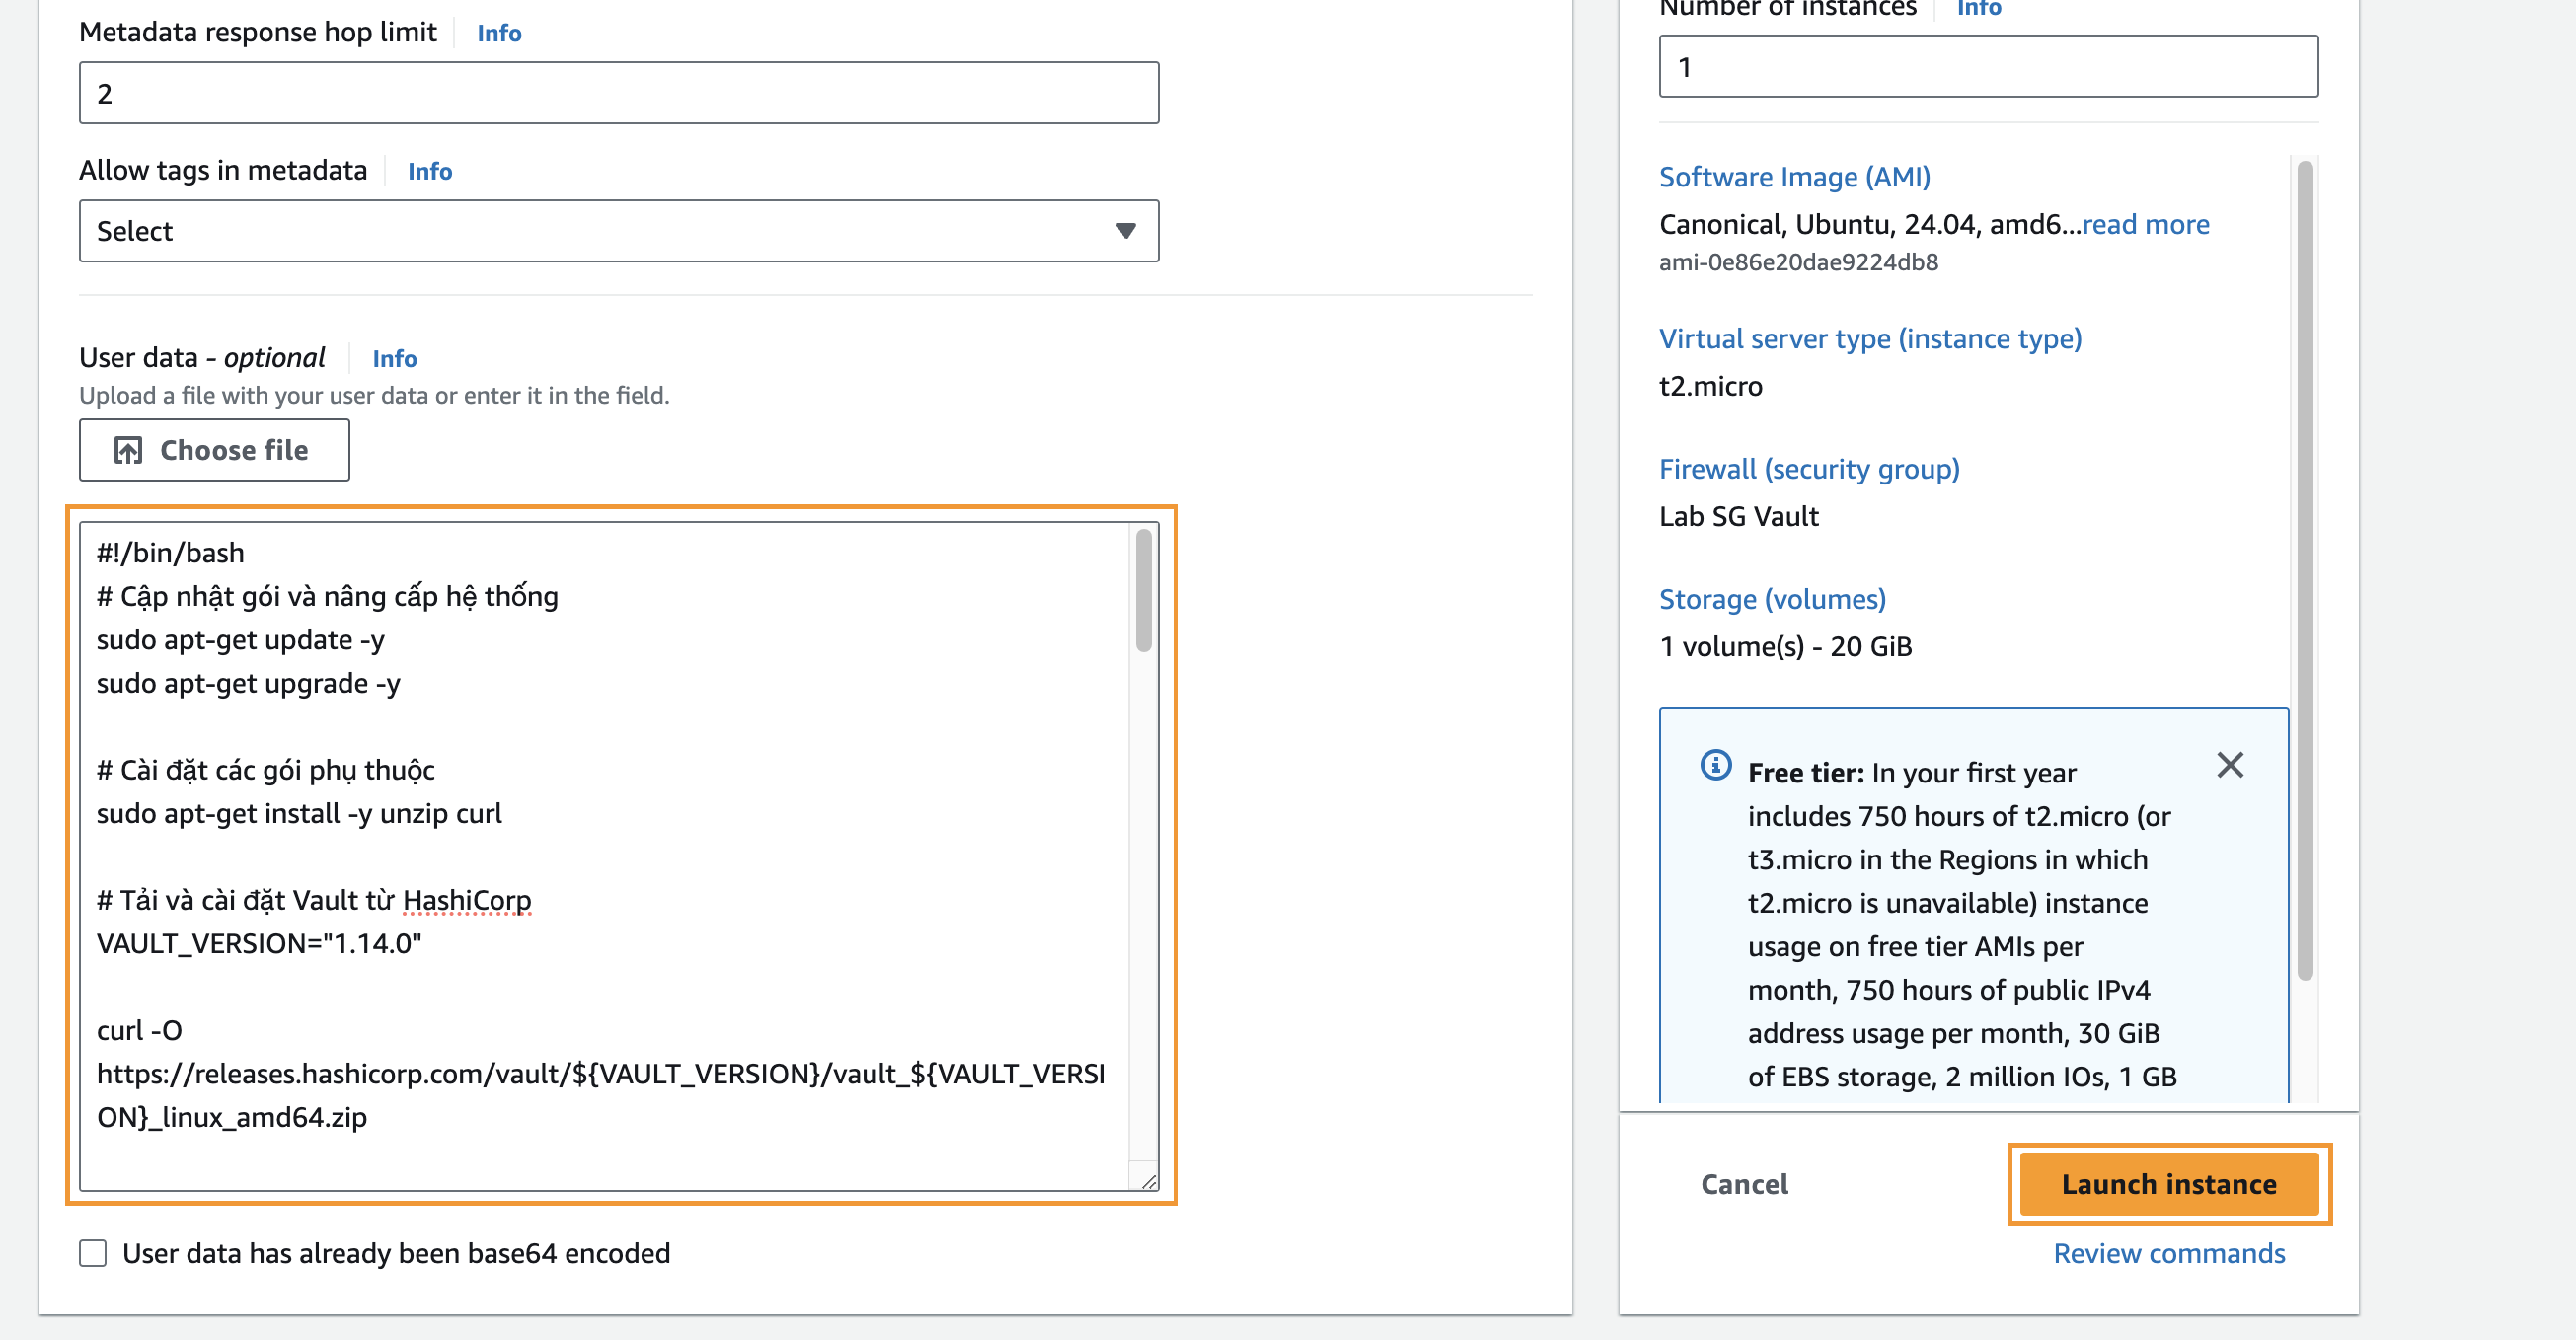 Metadata response hop limit Info
2
Allow tags in metadata Info
Select
User data - optional Info
Upload a file with your user data or enter it in the field.
Choose file
#!/bin/bash
# Cập nhật gói và nâng cấp hệ thống
sudo apt-get update -y
sudo apt-get upgrade -y
# Cài đặt các gói phụ thuộc
sudo apt-get install -y unzip curl
# Tải và cài đặt Vault từ HashiCorp
VAULT_VERSION="1.14.0"
curl -O
https://releases.hashicorp.com/vault/${VAULT_VERSION}/vault_${VAULT_VERSI
ON}_linux_amd64.zip
User data has already been base64 encoded
Number of instances Info
1
Software Image (AMI)
Canonical, Ubuntu, 24.04, amd6...read more
ami-0e86e20dae9224db8
Virtual server type (instance type)
t2.micro
Firewall (security group)
Lab SG Vault
Storage (volumes)
1 volume(s) - 20 GiB
Free tier: In your first year
includes 750 hours of t2.micro (or
t3.micro in the Regions in which
t2.micro is unavailable) instance
usage on free tier AMIs per
month, 750 hours of public IPv4
address usage per month, 30 GiB
of EBS storage, 2 million IOs, 1 GB
Cancel
Launch instance
Review commands